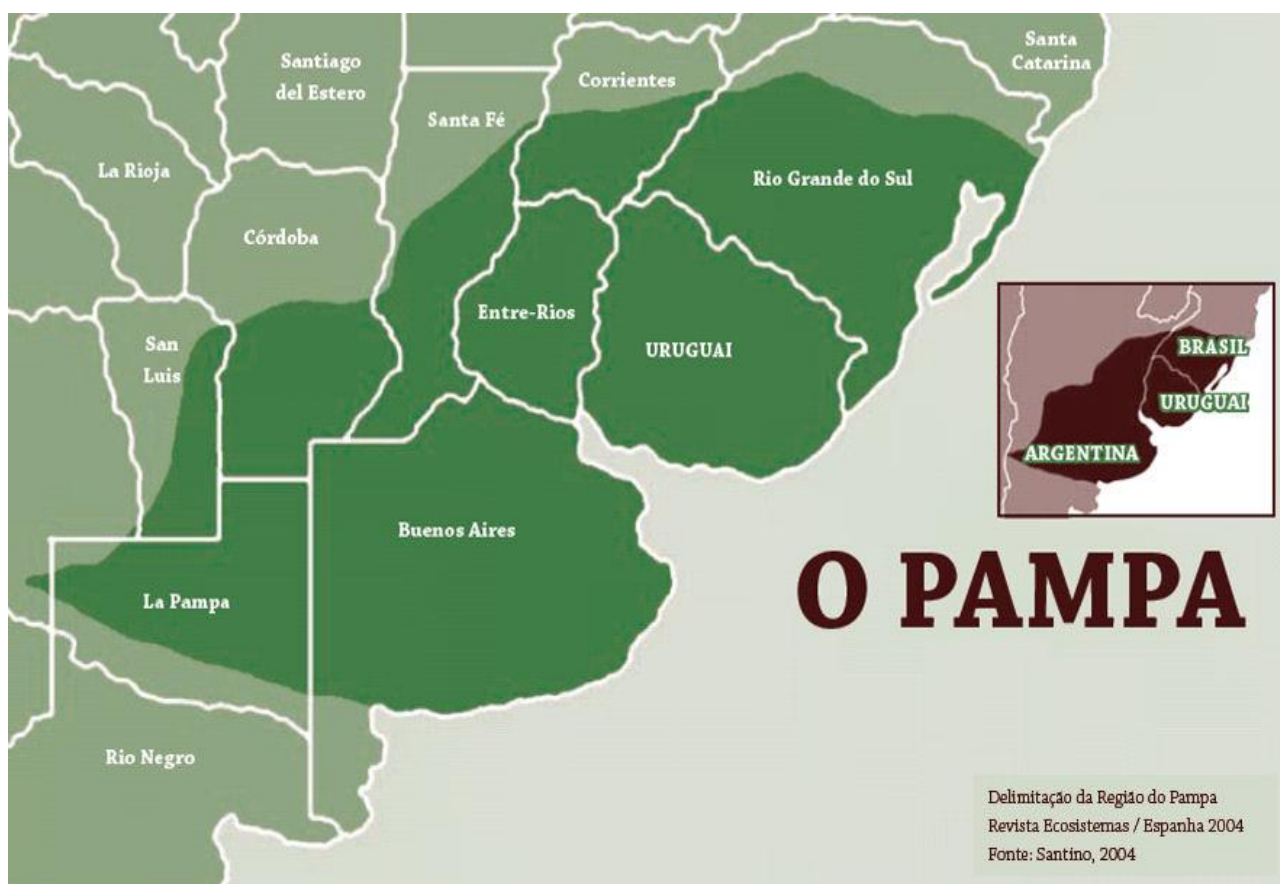 Santiago
del Estero
Corrientes
Santa
Catarina
Santa Fé
La Rioja
Rio Grande do Sul
Córdoba
Entre-Rios
San
Luis
URUGUAI
BRASIL
URUGUAI
ARGENTINA
Buenos Aires
La Pampa
O PAMPA
Rio Negro
Delimitação da Região do Pampa
Revista Ecosistemas / Espanha 2004
Fonte: Santino, 2004